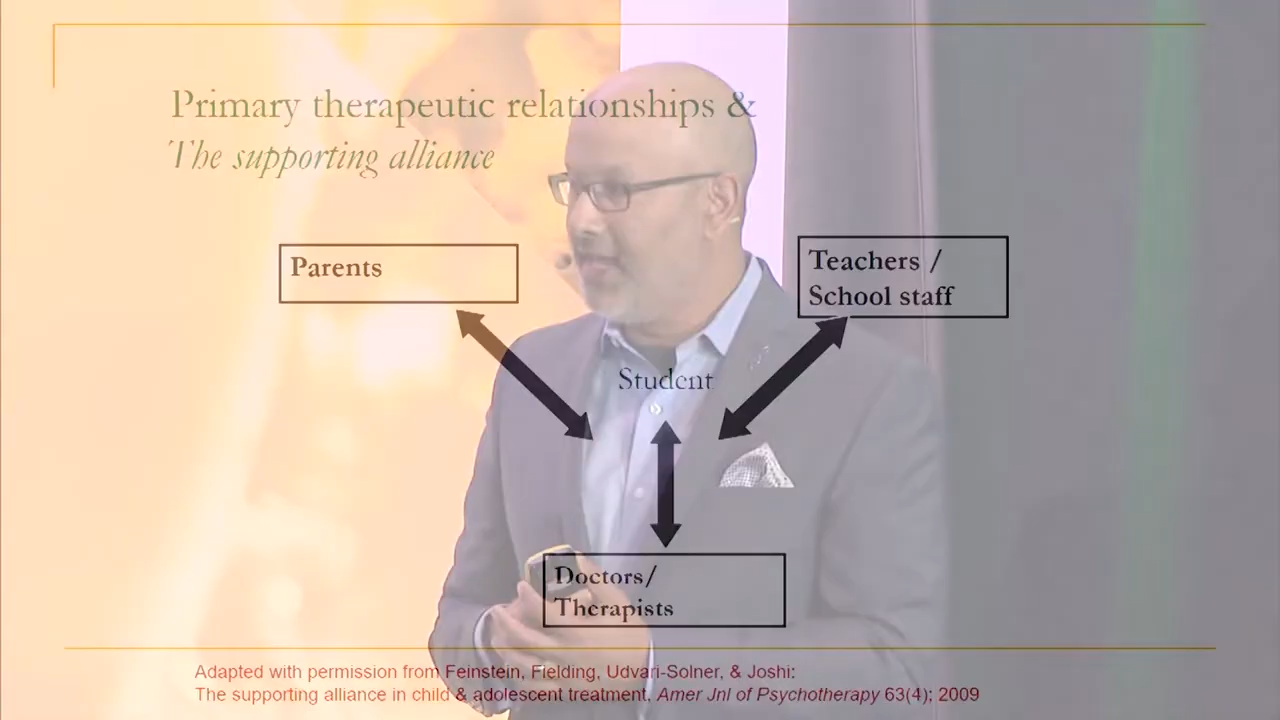 Primary therapeutic relationships &
The supporting alliance
Parents
Teachers /
School staff
Student
Doctors/
Therapists
Adapted with permission from Feinstein, Fielding, Udvari-Solner, & Joshi:
The supporting alliance in child & adolescent treatment. Amer Jnl of Psychotherapy 63(4); 2009